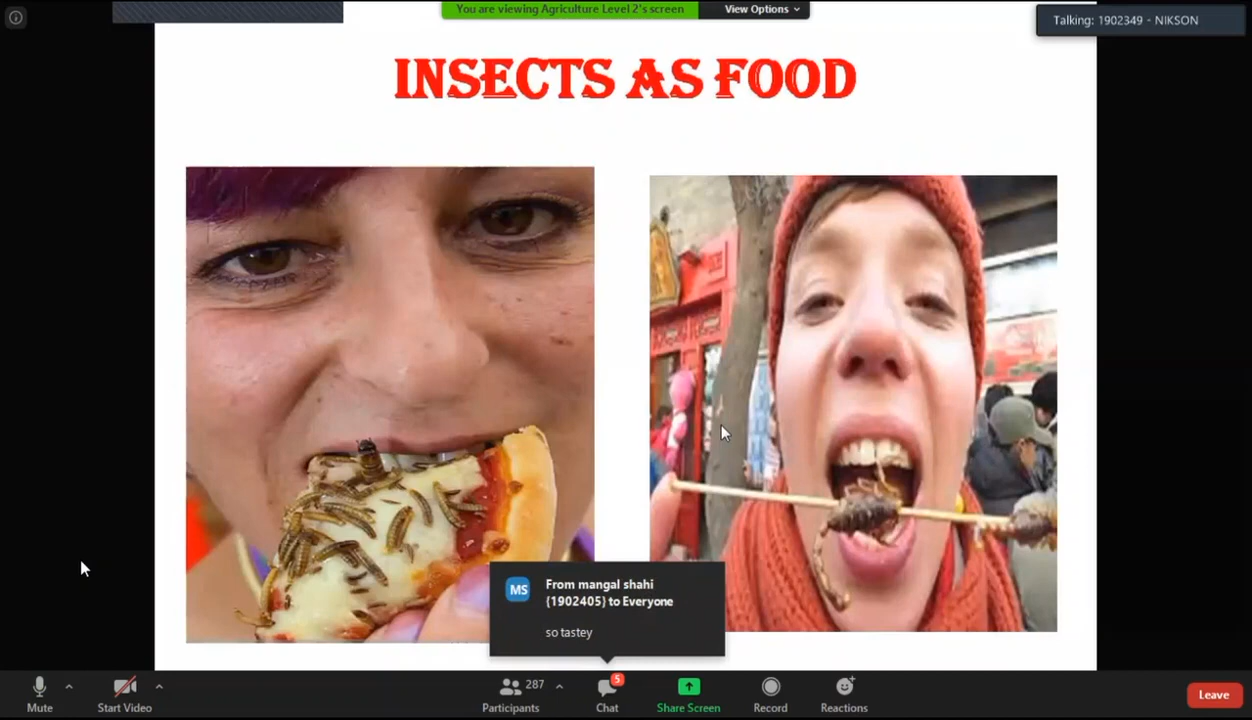 You are viewing Agriculture Level 2's screen
View Options
Talking: 1902349 - NIKSON
INSECTS AS FOOD
MS
From mangal shahi
{1902405} to Everyone
so tastey
Mute
Start Video
287
Participants
5
Chat
Share Screen
Record
Reactions
Leave